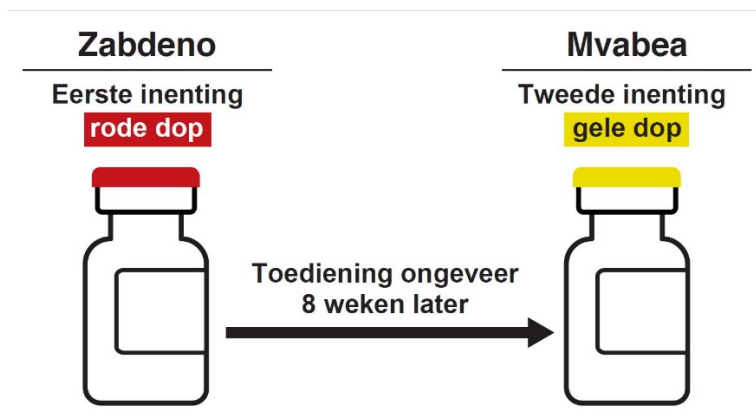 Zabdeno
Eerste inenting
rode dop
Mvabea
Tweede inenting
gele dop
Toediening ongeveer
8 weken later